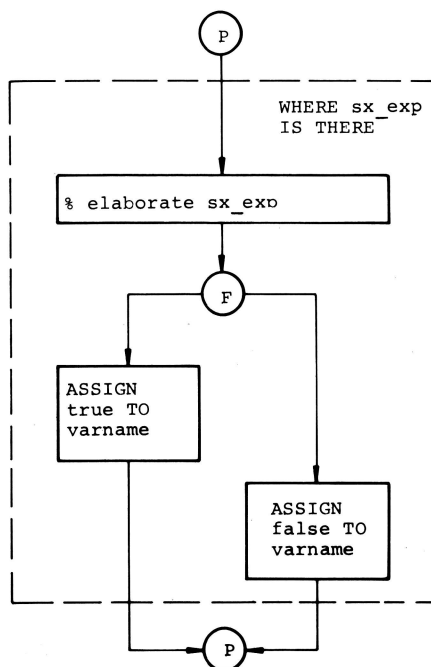 P
WHERE sx_exp
IS THERE
% elaborate sx_exp
F
ASSIGN
true TO
varname
ASSIGN
false TO
varname
P